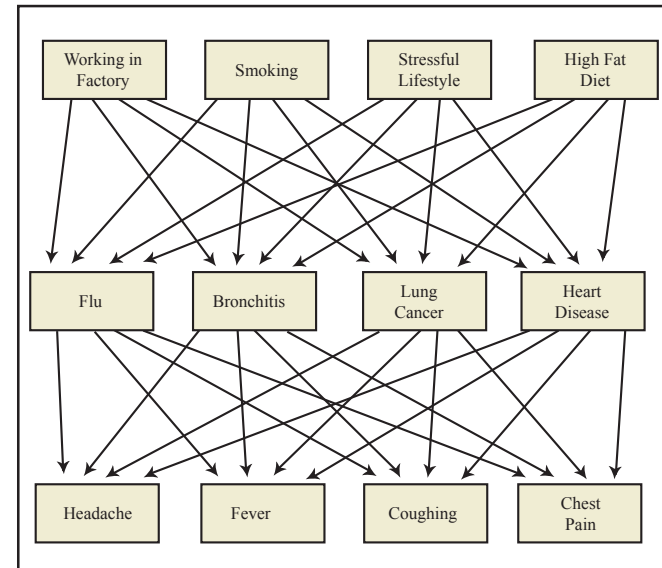 Working in
Factory
Smoking
Stressful
Lifestyle
High Fat
Diet
Flu
Bronchitis
Lung
Cancer
Heart
Disease
Headache
Fever
Coughing
Chest
Pain